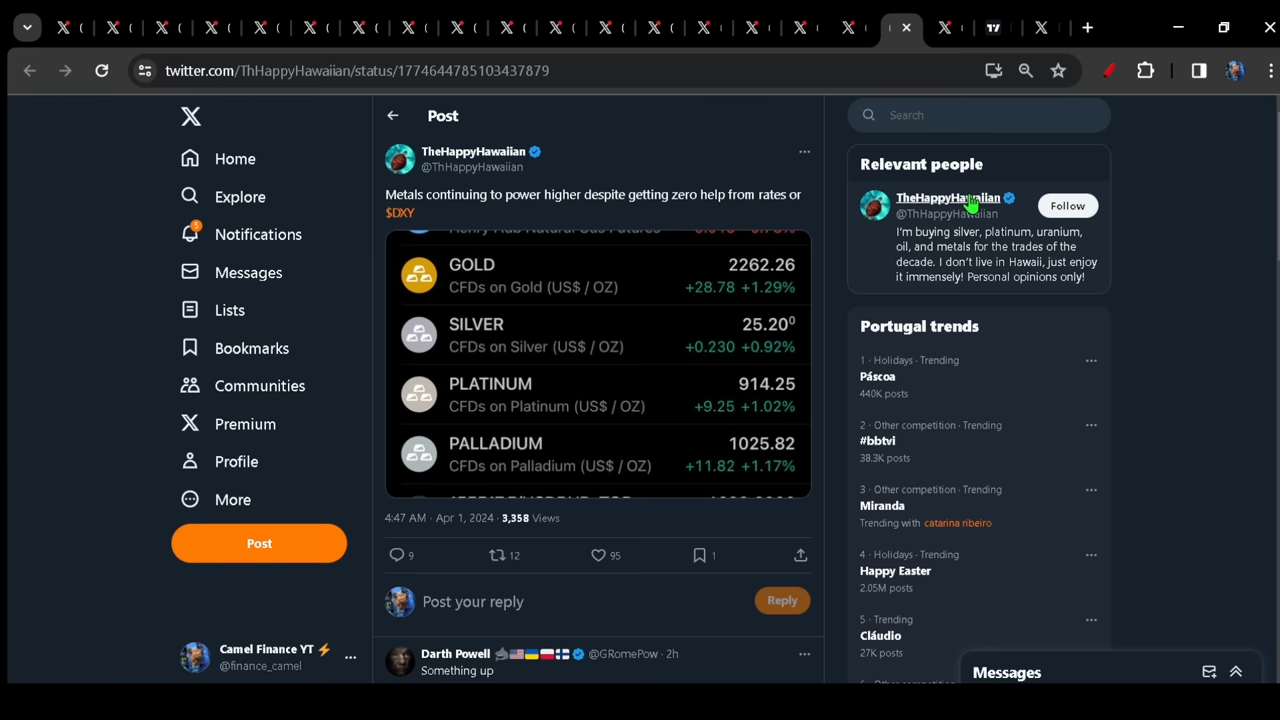 twitter.com/ThHappyHawaiian/status/1774644785103437879
Home
Explore
3
Notifications
Messages
Lists
Bookmarks
Communities
Premium
Profile
More
Post
Camel Finance YT⚡
@finance_camel
Post
TheHappyHawaiian
@ThHappyHawaiian
Metals continuing to power higher despite getting zero help from rates or
$DXY
Henry Hub Natural Gas Futures
GOLD 2262.26
CFDs on Gold (US$ / OZ) +28.78 +1.29%
SILVER 25.20⁰
CFDs on Silver (US$ / OZ) +0.230 +0.92%
PLATINUM 914.25
CFDs on Platinum (US$ / OZ) +9.25 +1.02%
PALLADIUM 1025.82
CFDs on Palladium (US$ / OZ) +11.82 +1.17%
4:47 AM · Apr 1, 2024 · 3,358 Views
9 12 95 1
Post your reply Reply
Darth Powell @GRomePow · 2h
Something up
Search
Relevant people
TheHappyHawaiian
@ThHappyHawaiian
Follow
I'm buying silver, platinum, uranium,
oil, and metals for the trades of the
decade. I don't live in Hawaii, just enjoy
it immensely! Personal opinions only!
Portugal trends
1 · Holidays · Trending
Páscoa
440K posts
2 · Other competition · Trending
#bbtvi
38.3K posts
3 · Other competition · Trending
Miranda
Trending with catarina ribeiro
4 · Holidays · Trending
Happy Easter
2.05M posts
5 · Trending
Cláudio
27K posts
Messages